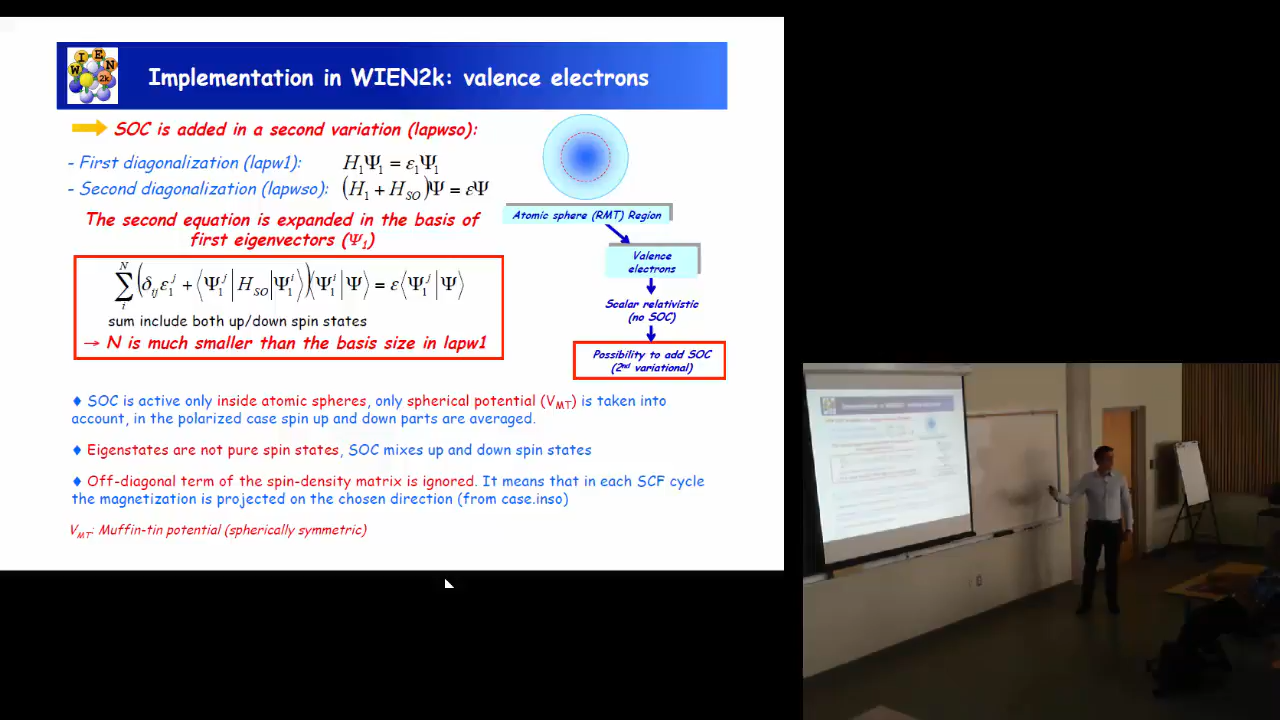 W I E N 2k
Implementation in WIEN2k: valence electrons
SOC is added in a second variation (lapwso):
- First diagonalization (lapw1): H₁Ψ₁ = ε₁Ψ₁
- Second diagonalization (lapwso): (H₁ + H_SO)Ψ = εΨ
The second equation is expanded in the basis of
first eigenvectors (Ψ₁)
∑ᵢᴺ (δᵢⱼ ε₁ʲ + ⟨Ψ₁ʲ|H_SO|Ψ₁ⁱ⟩)⟨Ψ₁ⁱ|Ψ⟩ = ε⟨Ψ₁ʲ|Ψ⟩
sum include both up/down spin states
→ N is much smaller than the basis size in lapw1
Atomic sphere (RMT) Region
Valence
electrons
Scalar relativistic
(no SOC)
Possibility to add SOC
(2nd variational)
♦ SOC is active only inside atomic spheres, only spherical potential (V_MT) is taken into
account, in the polarized case spin up and down parts are averaged.
♦ Eigenstates are not pure spin states, SOC mixes up and down spin states
♦ Off-diagonal term of the spin-density matrix is ignored. It means that in each SCF cycle
the magnetization is projected on the chosen direction (from case.inso)
V_MT: Muffin-tin potential (spherically symmetric)